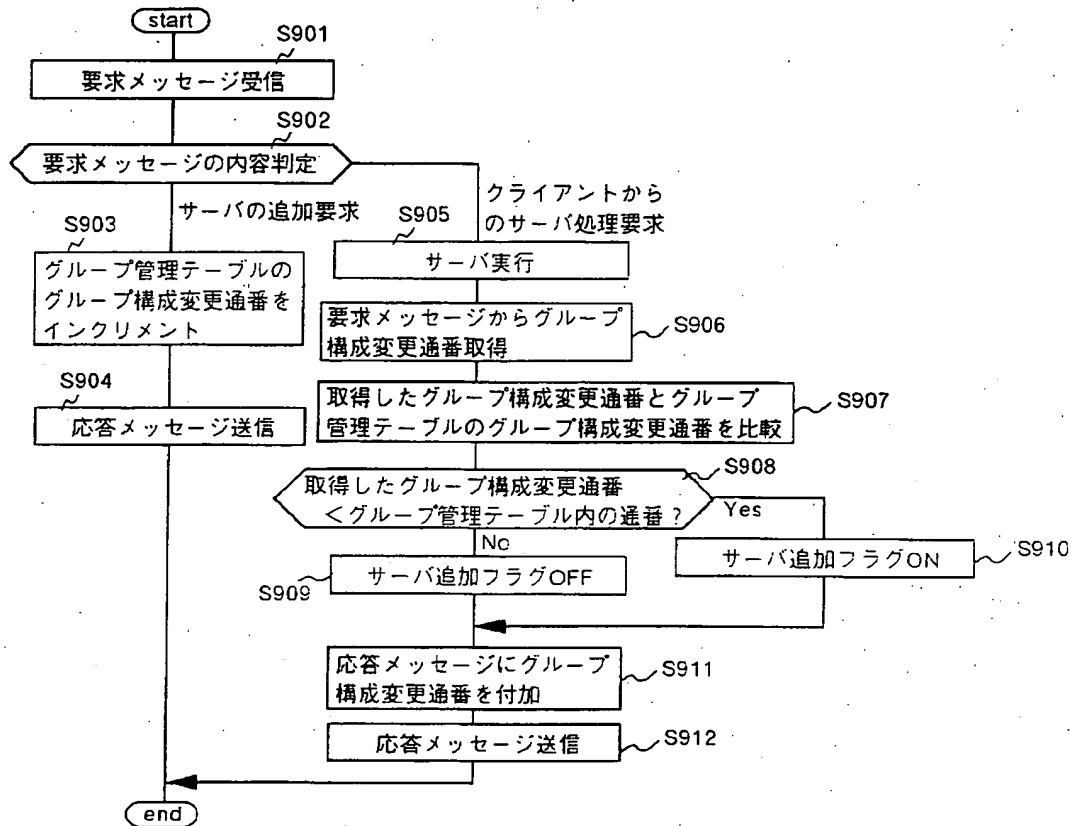 start
S901
要求メッセージ受信
S902
要求メッセージの内容判定
サーバの追加要求
クライアントから
のサーバ処理要求
S903
グループ管理テーブルの
グループ構成変更通番を
インクリメント
S904
応答メッセージ送信
S905
サーバ実行
要求メッセージからグループ
構成変更通番取得
S906
取得したグループ構成変更通番とグループ
管理テーブルのグループ構成変更通番を比較
S907
S908
取得したグループ構成変更通番
<グループ管理テーブル内の通番?
Yes
No
サーバ追加フラグOFF
S909
サーバ追加フラグON
S910
応答メッセージにグループ
構成変更通番を付加
S911
応答メッセージ送信
S912
end